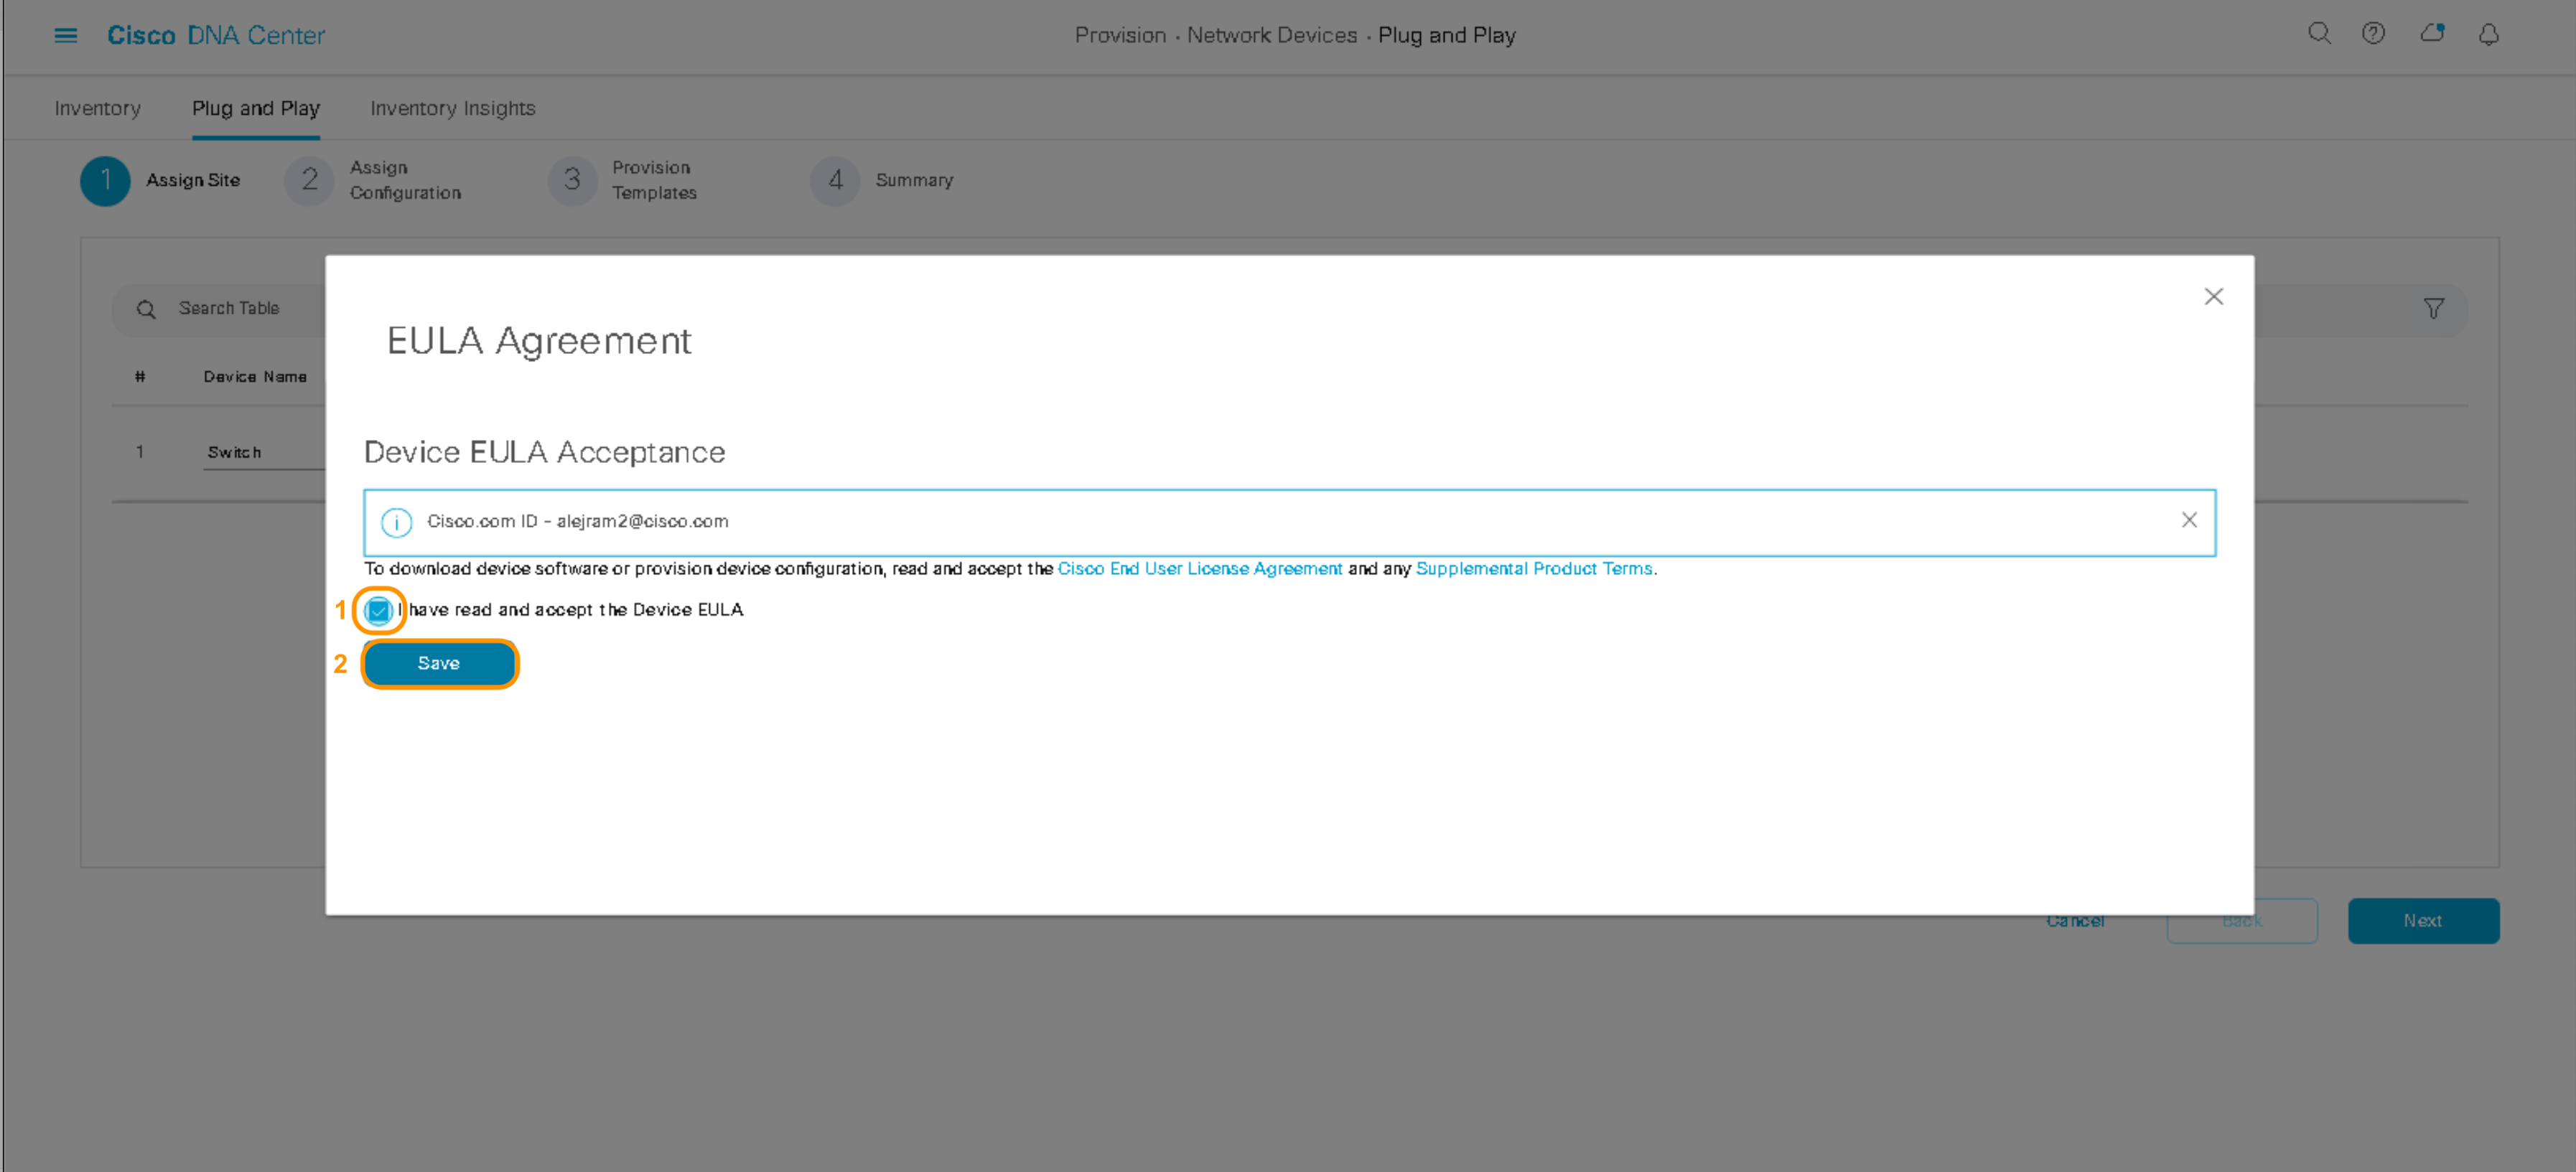 Cisco DNA Center
Provision · Network Devices · Plug and Play
Inventory
Plug and Play
Inventory Insights
1 Assign Site
2 Assign Configuration
3 Provision Templates
4 Summary
Search Table
# Device Name
1 Switch
EULA Agreement
Device EULA Acceptance
Cisco.com ID - alejram2@cisco.com
To download device software or provision device configuration, read and accept the Cisco End User License Agreement and any Supplemental Product Terms.
1 I have read and accept the Device EULA
2 Save
Cancel
Back
Next